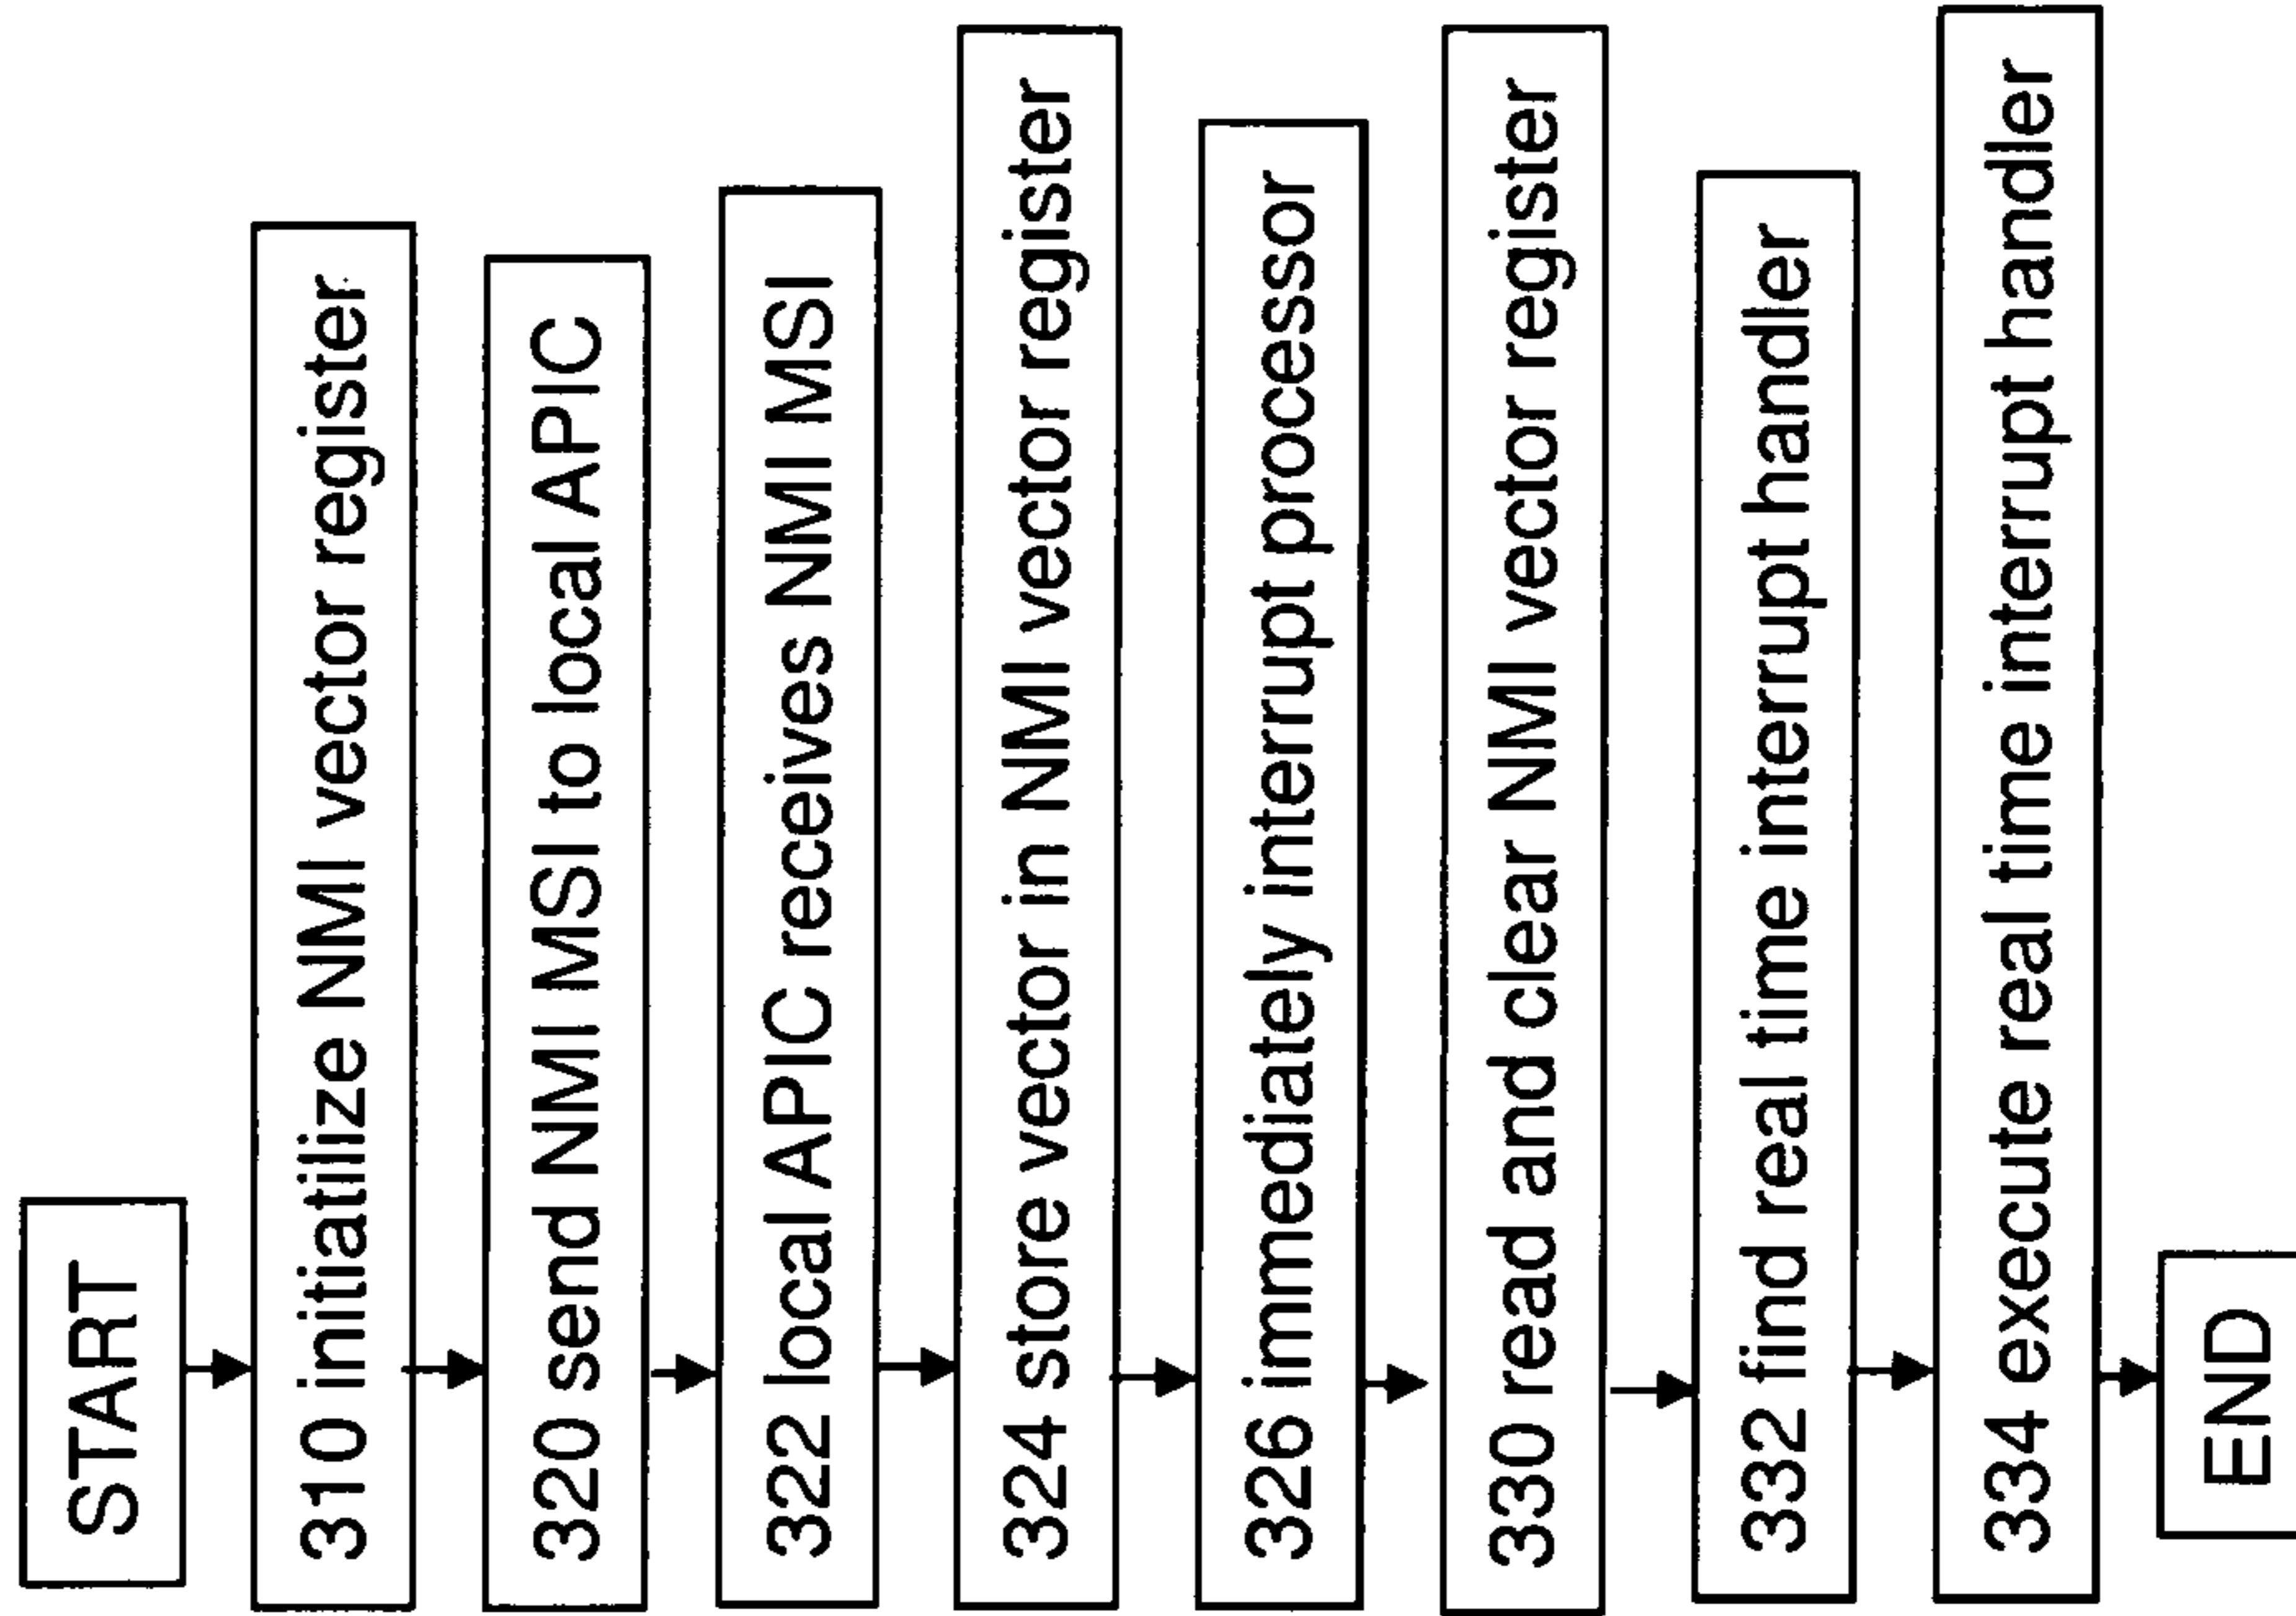 START
310 initiatilize NMI vector register
320 send NMI MSI to local APIC
322 local APIC receives NMI MSI
324 store vector in NMI vector register
326 immediately interrupt processor
330 read and clear NMI vector register
332 find real time interrupt handler
334 execute real time interrupt handler
END